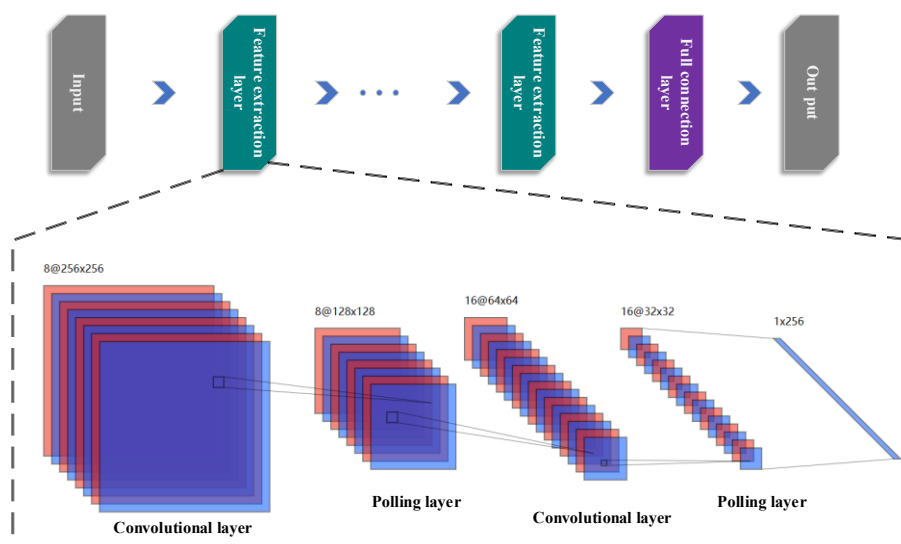 Input
Feature extraction
layer
Feature extraction
layer
Full connection
layer
Out put
8@256x256
8@128x128
16@64x64
16@32x32
1x256
Convolutional layer
Polling layer
Convolutional layer
Polling layer